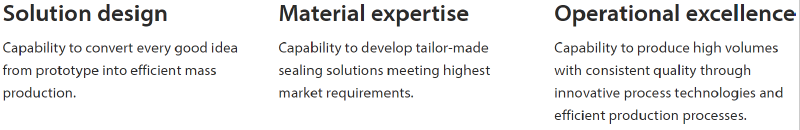 Solution design
Capability to convert every good idea
from prototype into efficient mass
production.
Material expertise
Capability to develop tailor-made
sealing solutions meeting highest
market requirements.
Operational excellence
Capability to produce high volumes
with consistent quality through
innovative process technologies and
efficient production processes.